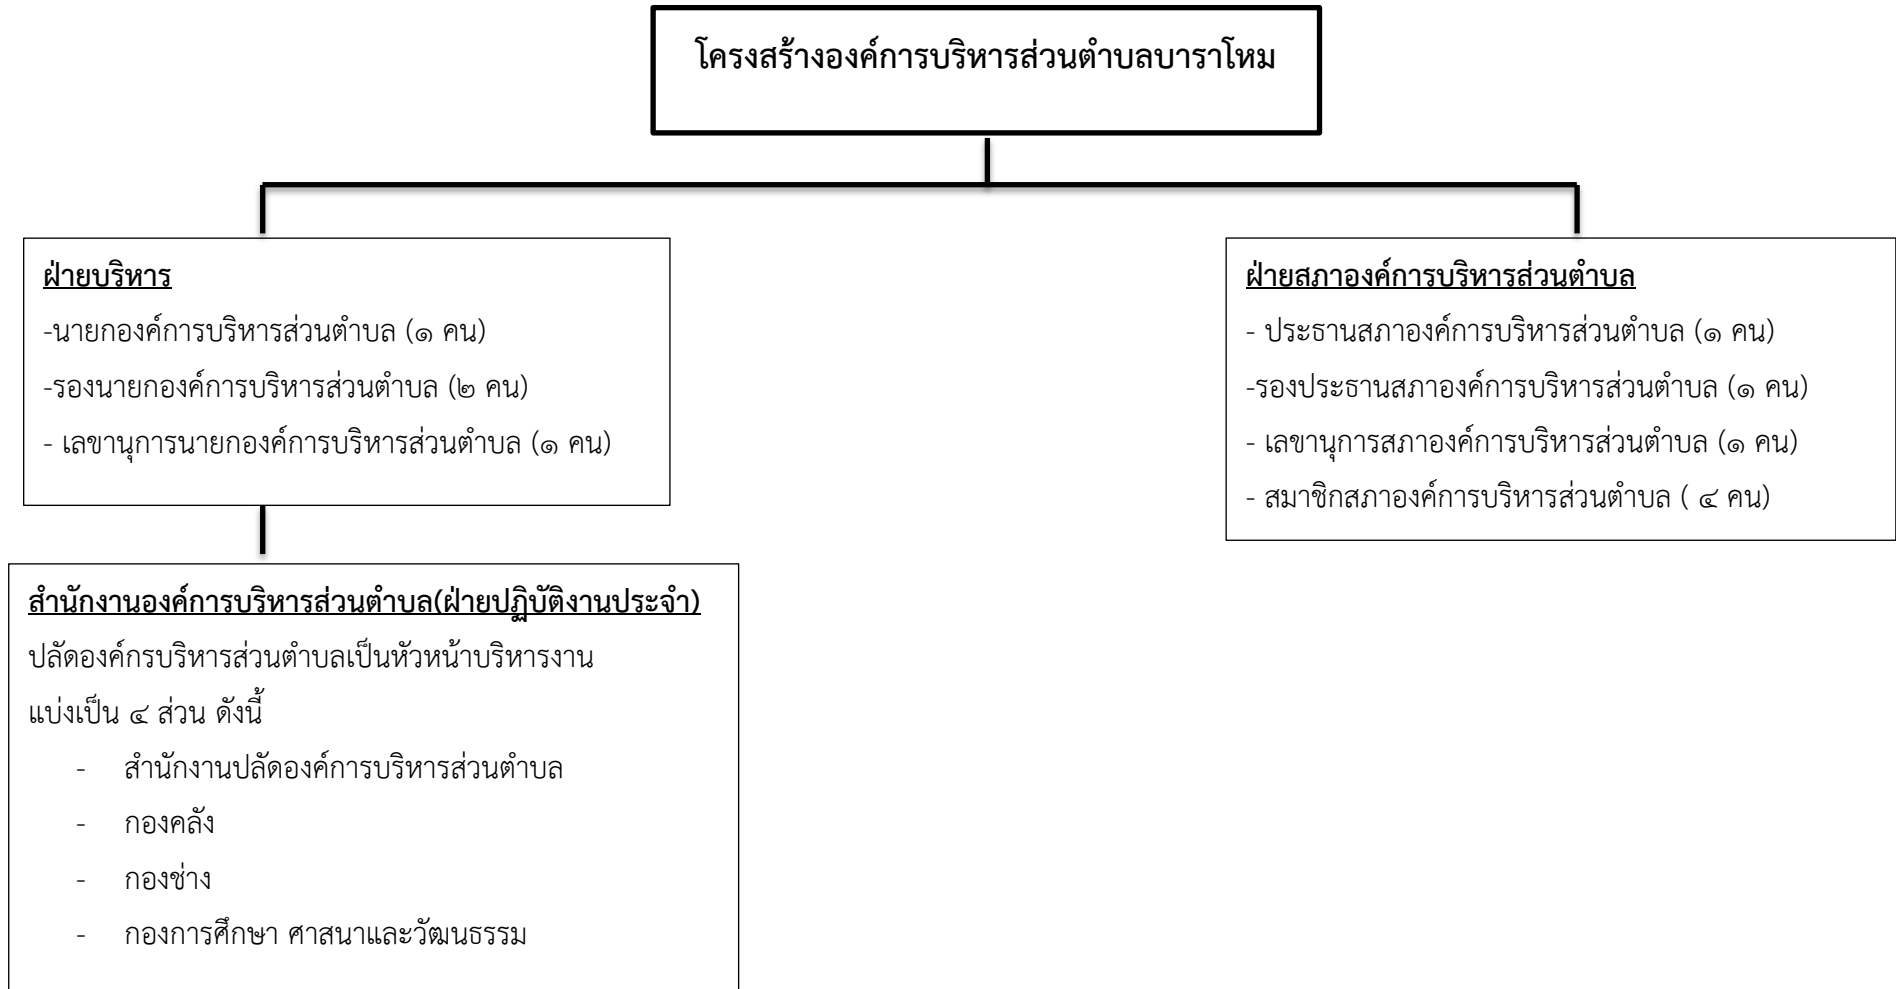 โครงสร้างองค์การบริหารส่วนตำบลบาราโหม
ฝ่ายบริหาร
-นายกองค์การบริหารส่วนตำบล (๑ คน)
-รองนายกองค์การบริหารส่วนตำบล (๒ คน)
- เลขานุการนายกองค์การบริหารส่วนตำบล (๑ คน)
ฝ่ายสภาองค์การบริหารส่วนตำบล
- ประธานสภาองค์การบริหารส่วนตำบล (๑ คน)
-รองประธานสภาองค์การบริหารส่วนตำบล (๑ คน)
- เลขานุการสภาองค์การบริหารส่วนตำบล (๑ คน)
- สมาชิกสภาองค์การบริหารส่วนตำบล ( ๔ คน)
สำนักงานองค์การบริหารส่วนตำบล(ฝ่ายปฏิบัติงานประจำ)
ปลัดองค์กรบริหารส่วนตำบลเป็นหัวหน้าบริหารงาน
แบ่งเป็น ๔ ส่วน ดังนี้
- สำนักงานปลัดองค์การบริหารส่วนตำบล
- กองคลัง
- กองช่าง
- กองการศึกษา ศาสนาและวัฒนธรรม